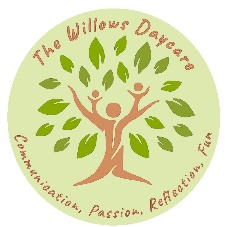 The Willows Daycare
Communication, Passion, Reflection, Fun